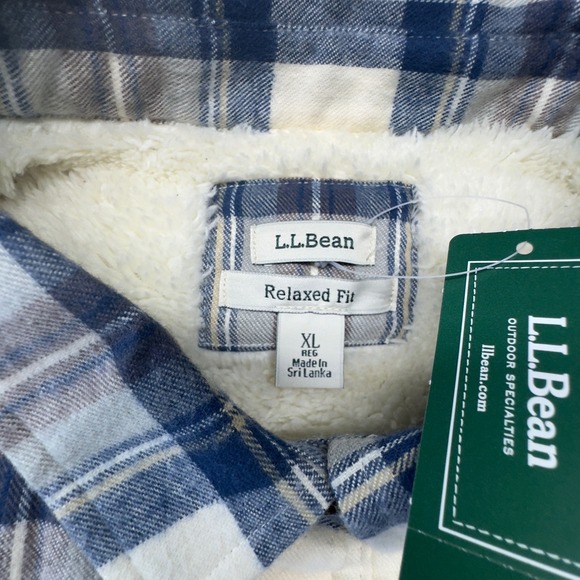 L.L.Bean
Relaxed Fit
XL
REG
Made In
Sri Lanka
L.L.Bean
OUTDOOR SPECIALTIES
llbean.com